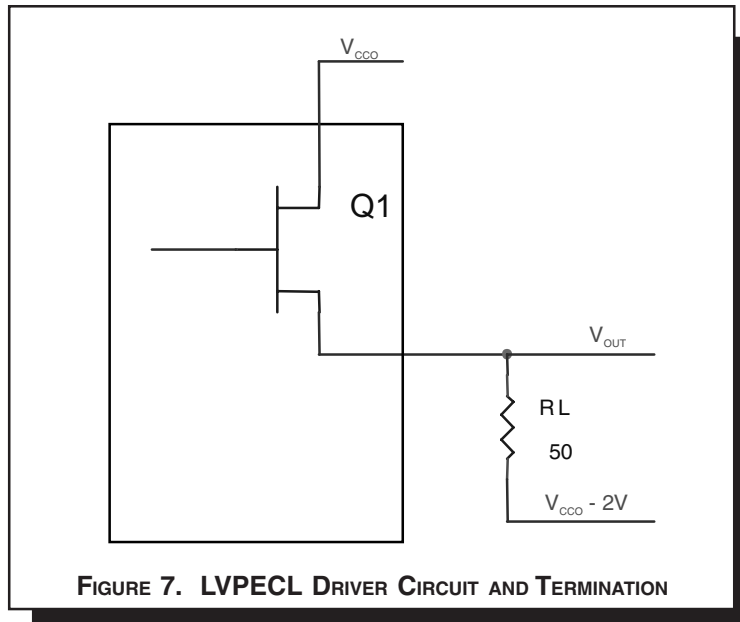 V_CCO
Q1
V_OUT
RL
50
V_CCO - 2V
FIGURE 7. LVPECL DRIVER CIRCUIT AND TERMINATION